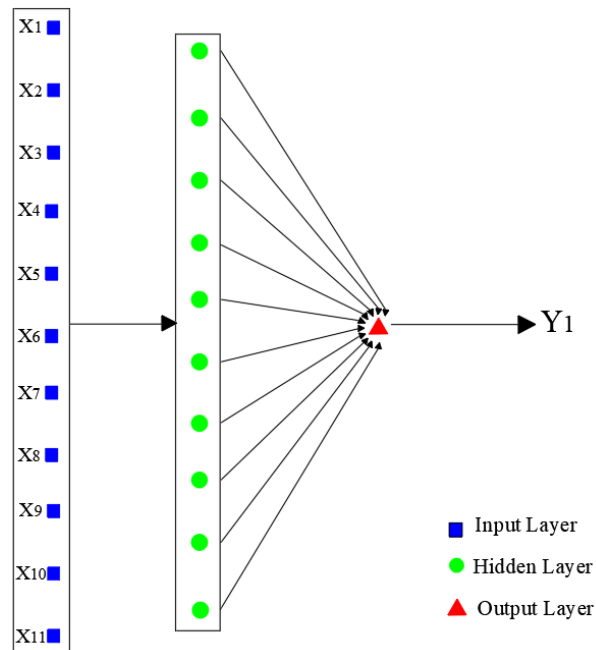 X1
X2
X3
X4
X5
X6
X7
X8
X9
X10
X11
Y1
Input Layer
Hidden Layer
Output Layer